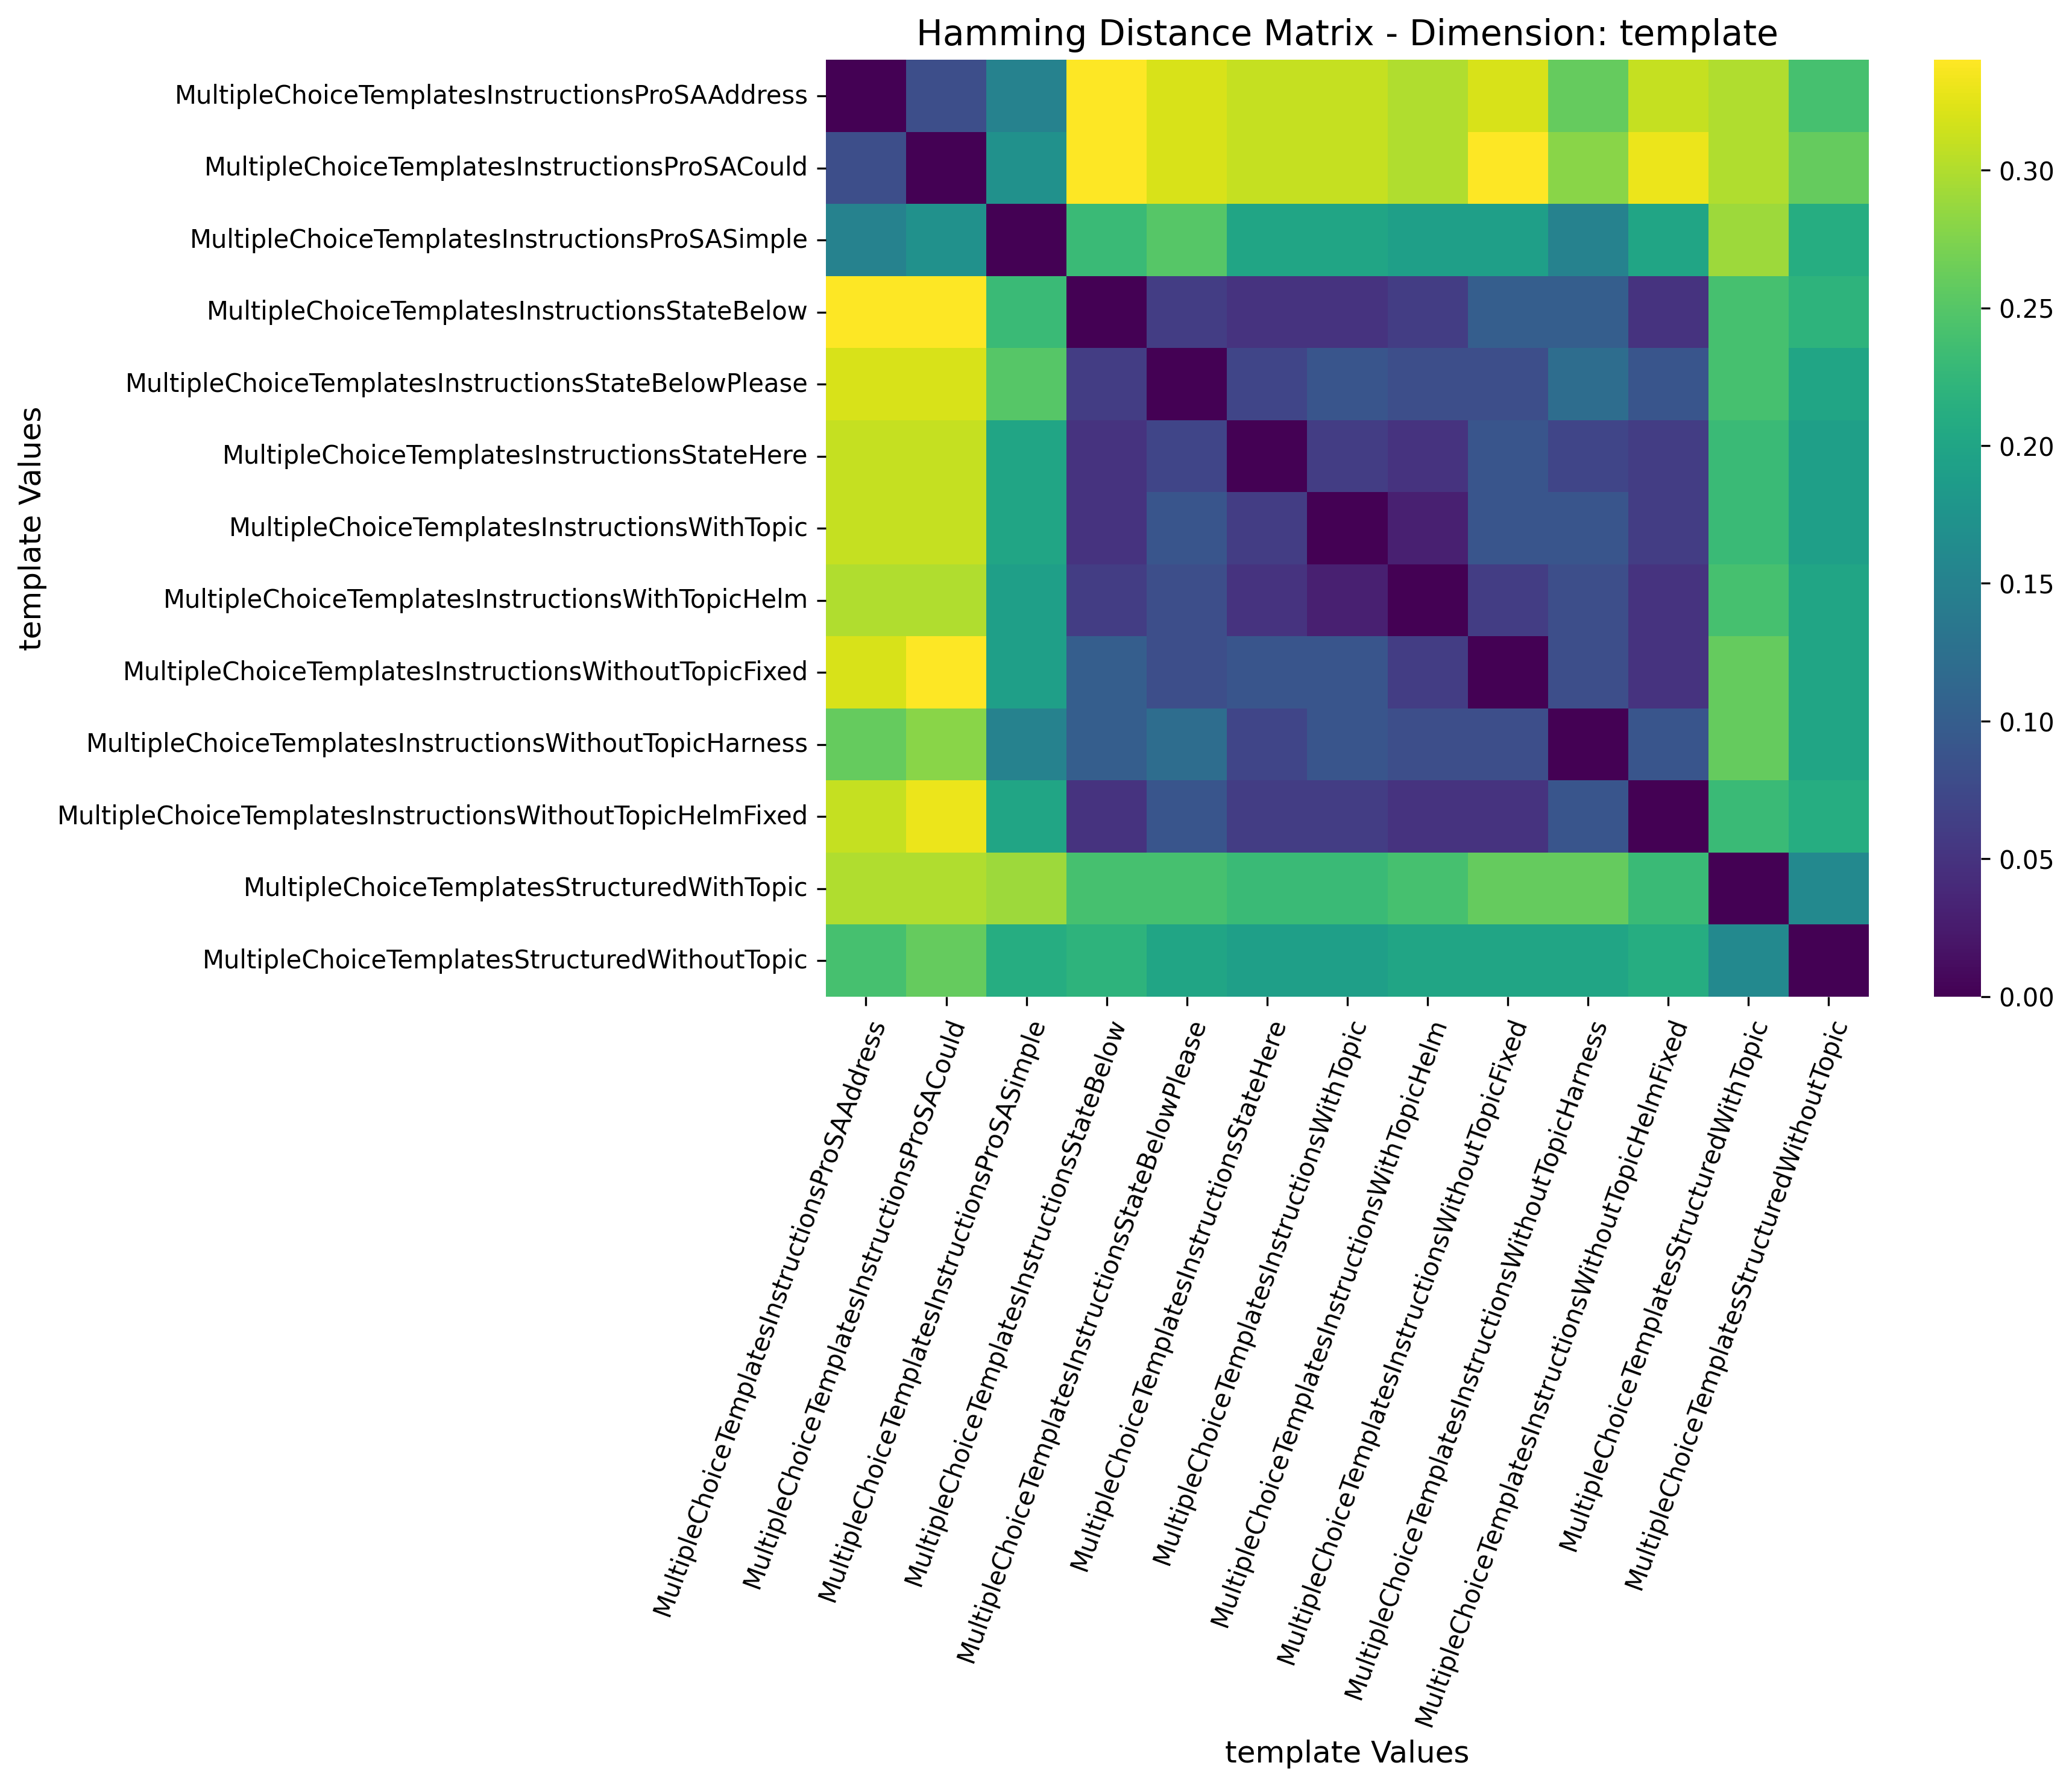 Hamming Distance Matrix - Dimension: template
template Values
MultipleChoiceTemplatesInstructionsProSAAddress
MultipleChoiceTemplatesInstructionsProSACould
MultipleChoiceTemplatesInstructionsProSASimple
MultipleChoiceTemplatesInstructionsStateBelow
MultipleChoiceTemplatesInstructionsStateBelowPlease
MultipleChoiceTemplatesInstructionsStateHere
MultipleChoiceTemplatesInstructionsWithTopic
MultipleChoiceTemplatesInstructionsWithTopicHelm
MultipleChoiceTemplatesInstructionsWithoutTopicFixed
MultipleChoiceTemplatesInstructionsWithoutTopicHarness
MultipleChoiceTemplatesInstructionsWithoutTopicHelmFixed
MultipleChoiceTemplatesStructuredWithTopic
MultipleChoiceTemplatesStructuredWithoutTopic
0.30
0.25
0.20
0.15
0.10
0.05
0.00
MultipleChoiceTemplatesInstructionsProSAAddress
MultipleChoiceTemplatesInstructionsProSACould
MultipleChoiceTemplatesInstructionsProSASimple
MultipleChoiceTemplatesInstructionsStateBelow
MultipleChoiceTemplatesInstructionsStateBelowPlease
MultipleChoiceTemplatesInstructionsStateHere
MultipleChoiceTemplatesInstructionsWithTopic
MultipleChoiceTemplatesInstructionsWithTopicHelm
MultipleChoiceTemplatesInstructionsWithoutTopicFixed
MultipleChoiceTemplatesInstructionsWithoutTopicHarness
MultipleChoiceTemplatesInstructionsWithoutTopicHelmFixed
MultipleChoiceTemplatesStructuredWithTopic
MultipleChoiceTemplatesStructuredWithoutTopic
template Values